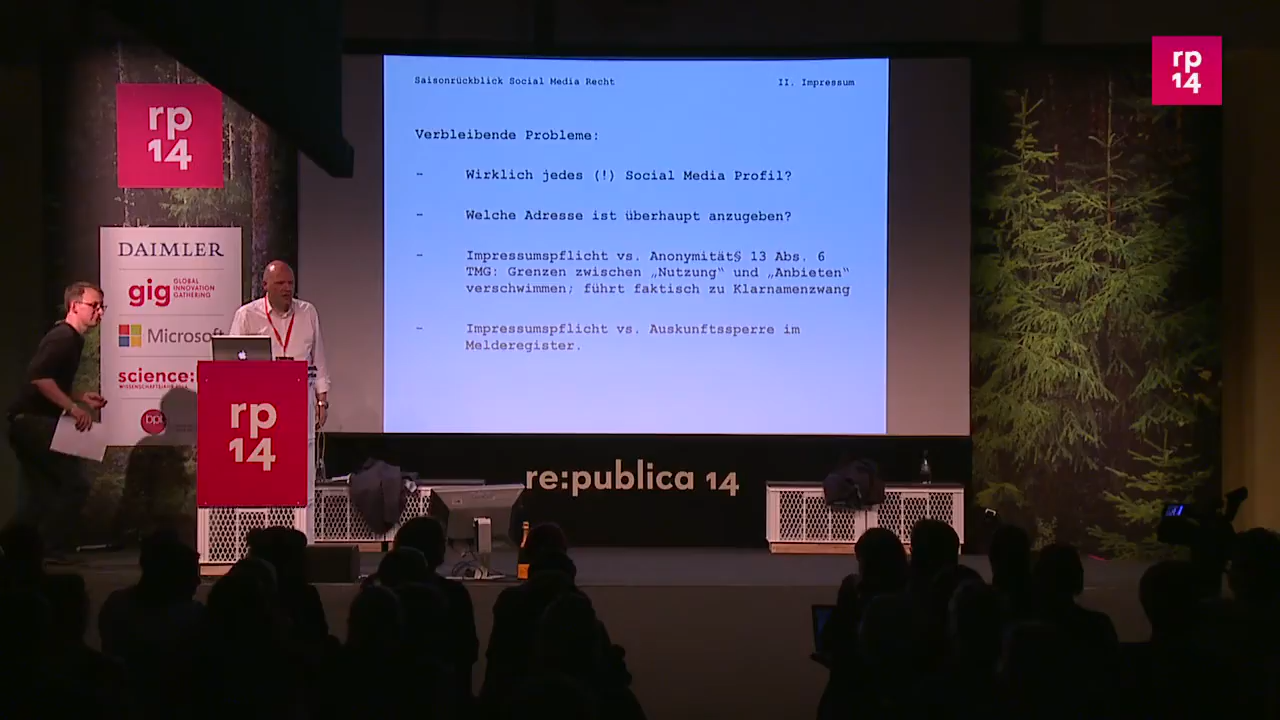 rp
14
rp
14
DAIMLER
gig GLOBAL
INNOVATION
GATHERING
Microsoft
science:
bpb
rp
14
Saisonrückblick Social Media Recht
II. Impressum
Verbleibende Probleme:
- Wirklich jedes (!) Social Media Profil?
- Welche Adresse ist überhaupt anzugeben?
- Impressumspflicht vs. Anonymität§ 13 Abs. 6
TMG: Grenzen zwischen „Nutzung“ und „Anbieten“
verschwimmen; führt faktisch zu Klarnamenzwang
- Impressumspflicht vs. Auskunftssperre im
Melderegister.
re:publica 14